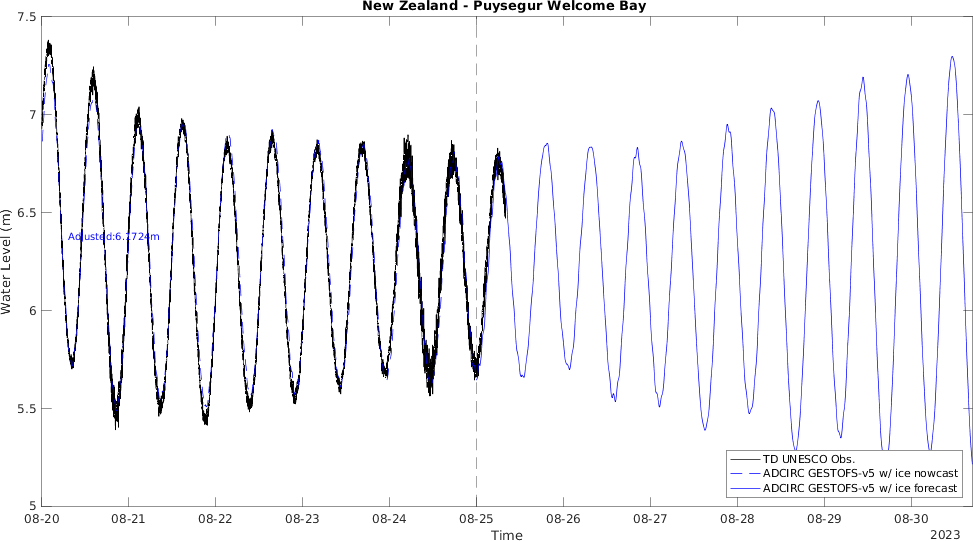 New Zealand - Puysegur Welcome Bay
Water Level (m)
7.5
7
6.5
6
5.5
5
Adjusted:6.1724m
TD UNESCO Obs.
ADCIRC GESTOFS-v5 w/ ice nowcast
ADCIRC GESTOFS-v5 w/ ice forecast
08-20 08-21 08-22 08-23 08-24 08-25 08-26 08-27 08-28 08-29 08-30
Time
2023